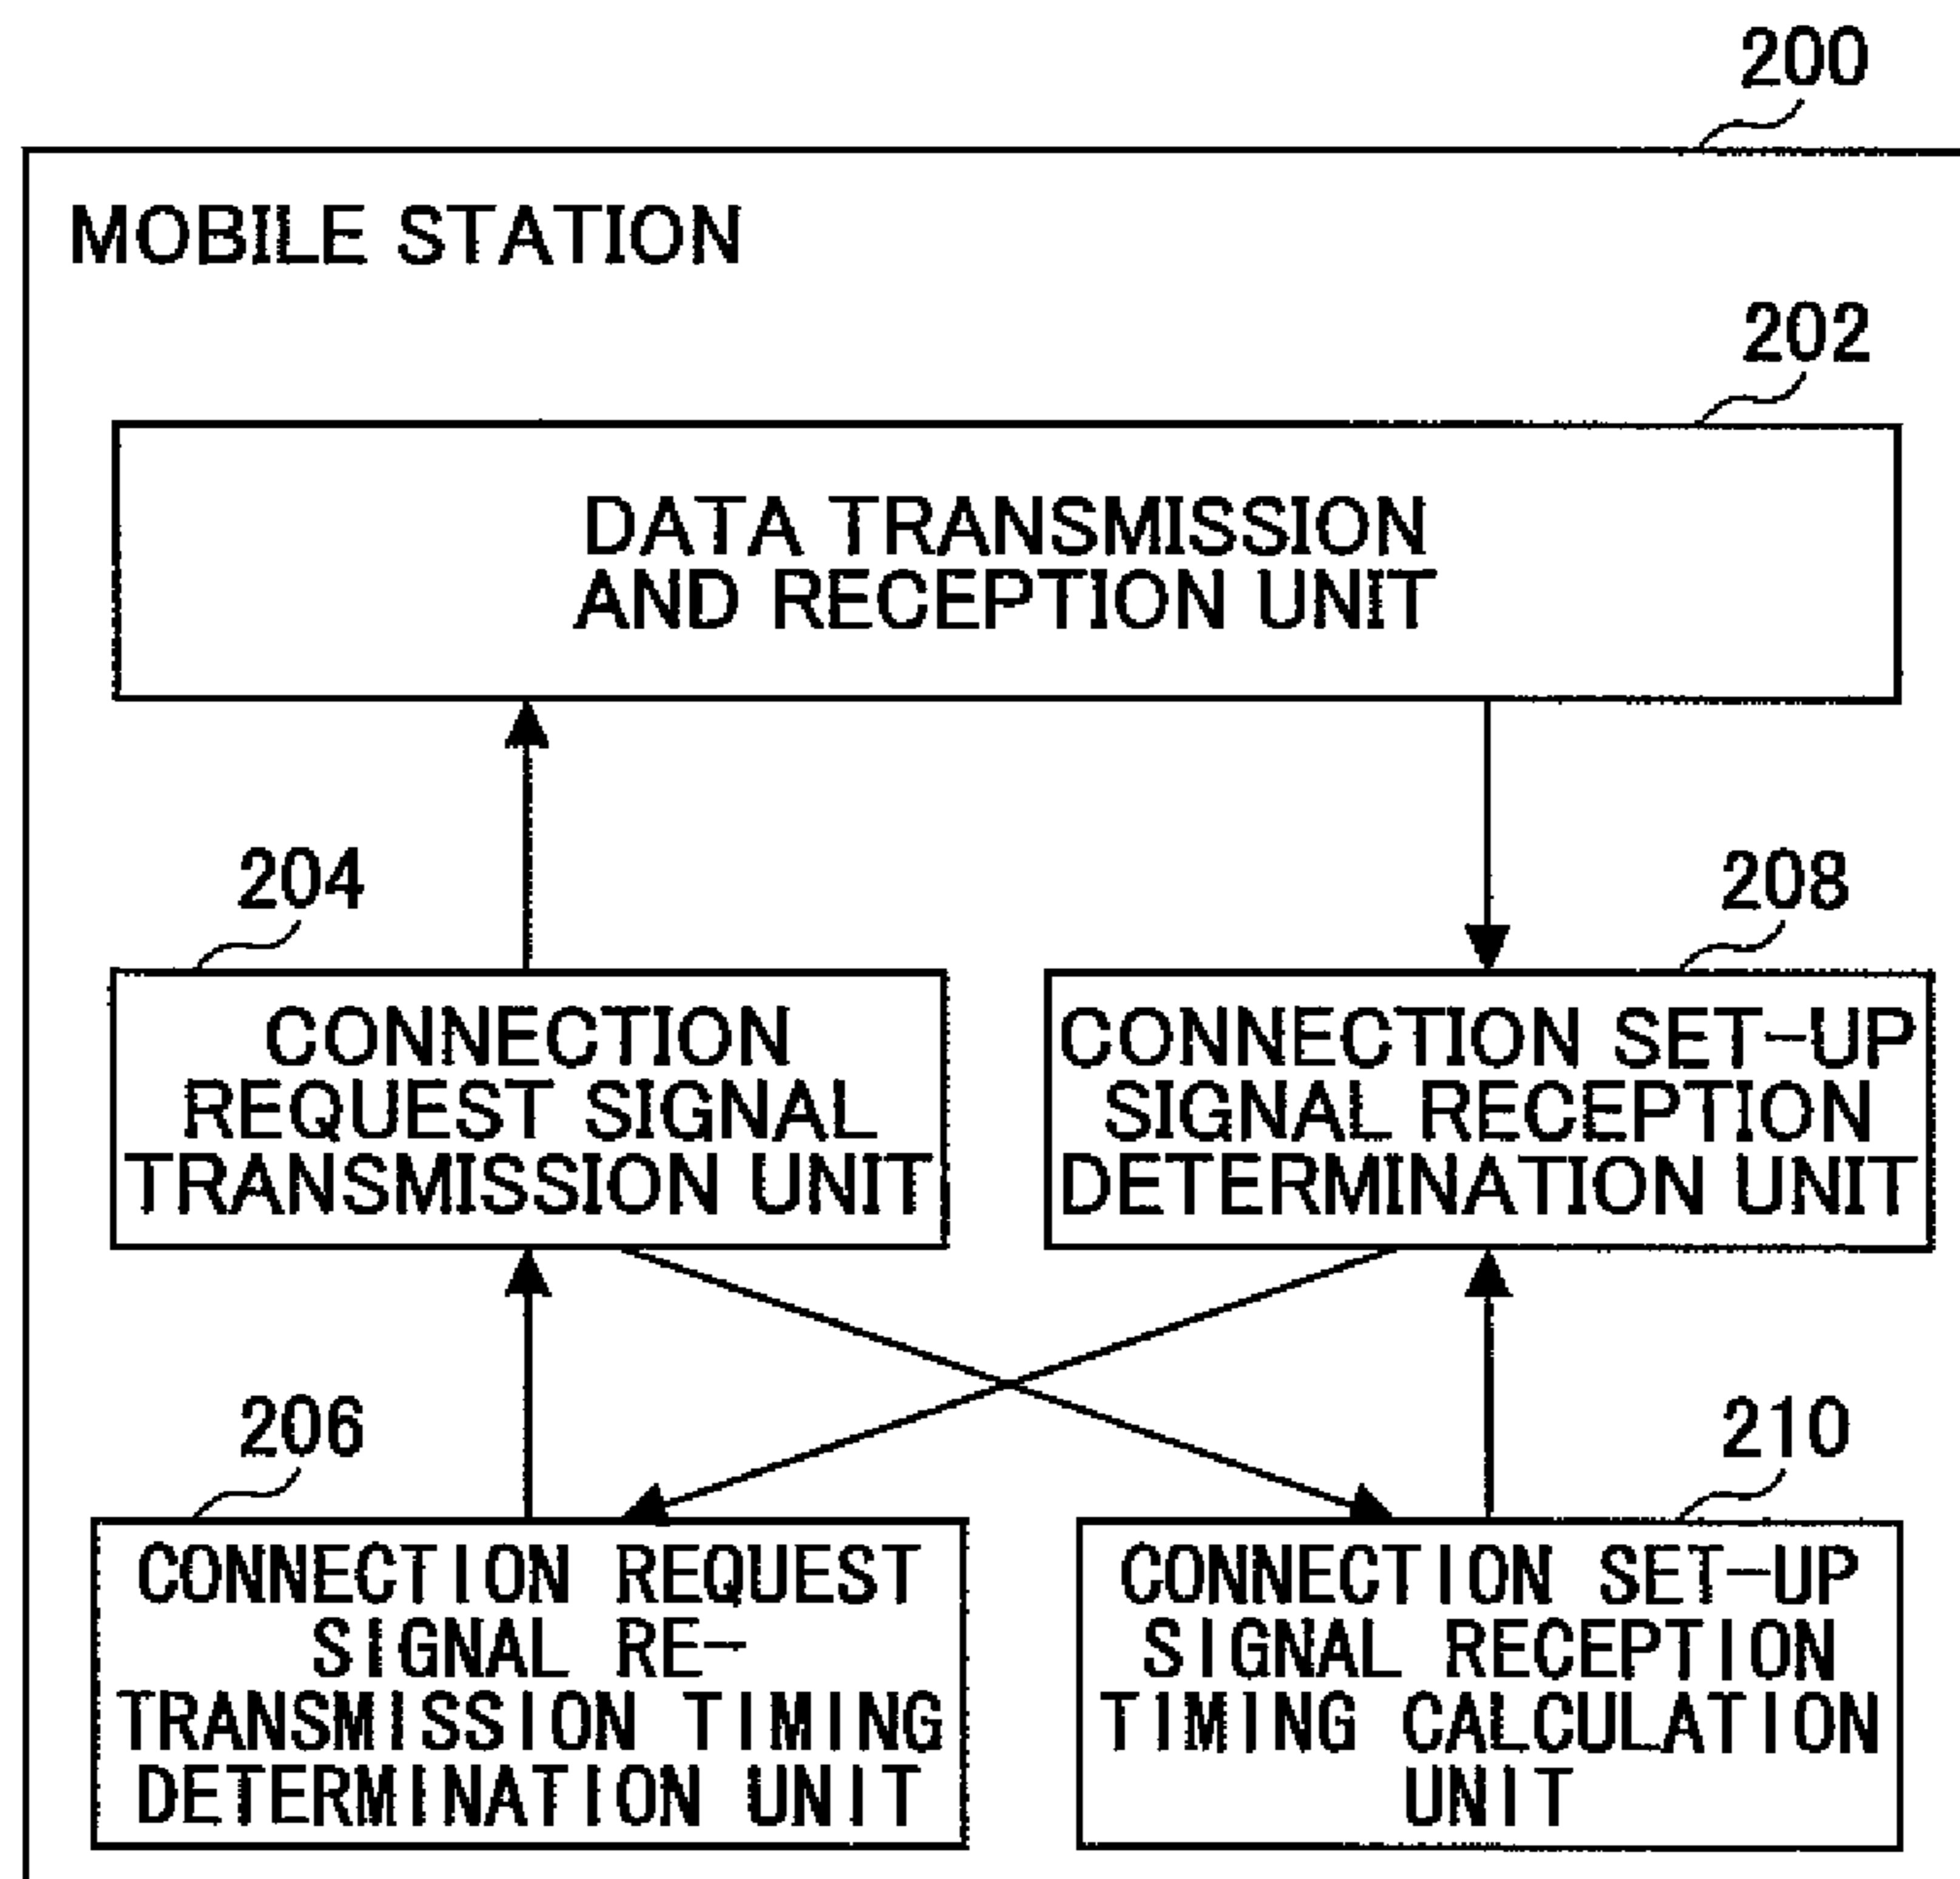 200
MOBILE STATION
202
DATA TRANSMISSION
AND RECEPTION UNIT
204
208
CONNECTION
REQUEST SIGNAL
TRANSMISSION UNIT
CONNECTION SET-UP
SIGNAL RECEPTION
DETERMINATION UNIT
206
210
CONNECTION REQUEST
SIGNAL RE-
TRANSMISSION TIMING
DETERMINATION UNIT
CONNECTION SET-UP
SIGNAL RECEPTION
TIMING CALCULATION
UNIT